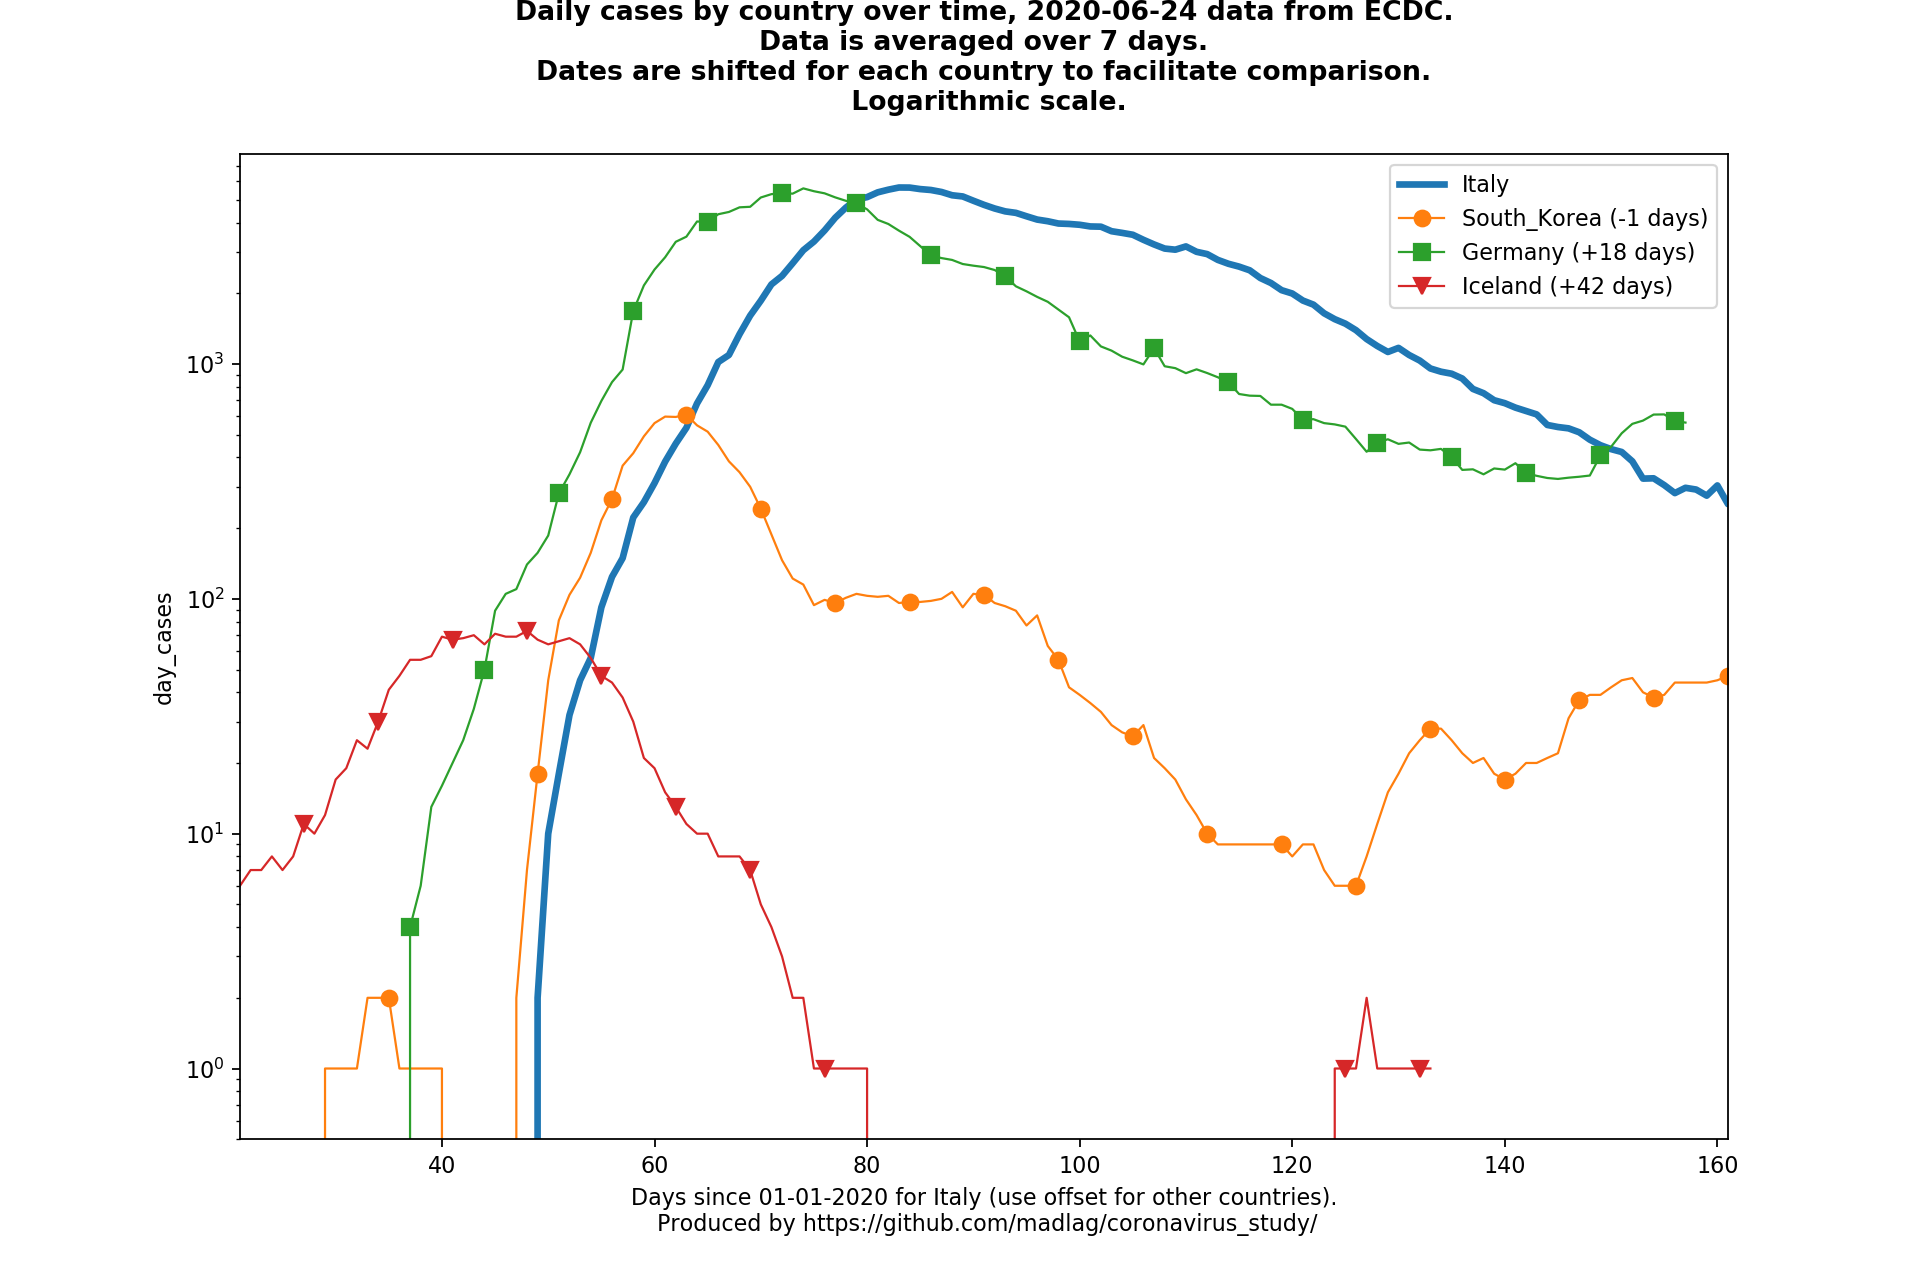 Daily cases by country over time, 2020-06-24 data from ECDC.
Data is averaged over 7 days.
Dates are shifted for each country to facilitate comparison.
Logarithmic scale.
Italy
South_Korea (-1 days)
Germany (+18 days)
Iceland (+42 days)
day_cases
10³
10²
10¹
10⁰
40 60 80 100 120 140 160
Days since 01-01-2020 for Italy (use offset for other countries).
Produced by https://github.com/madlag/coronavirus_study/